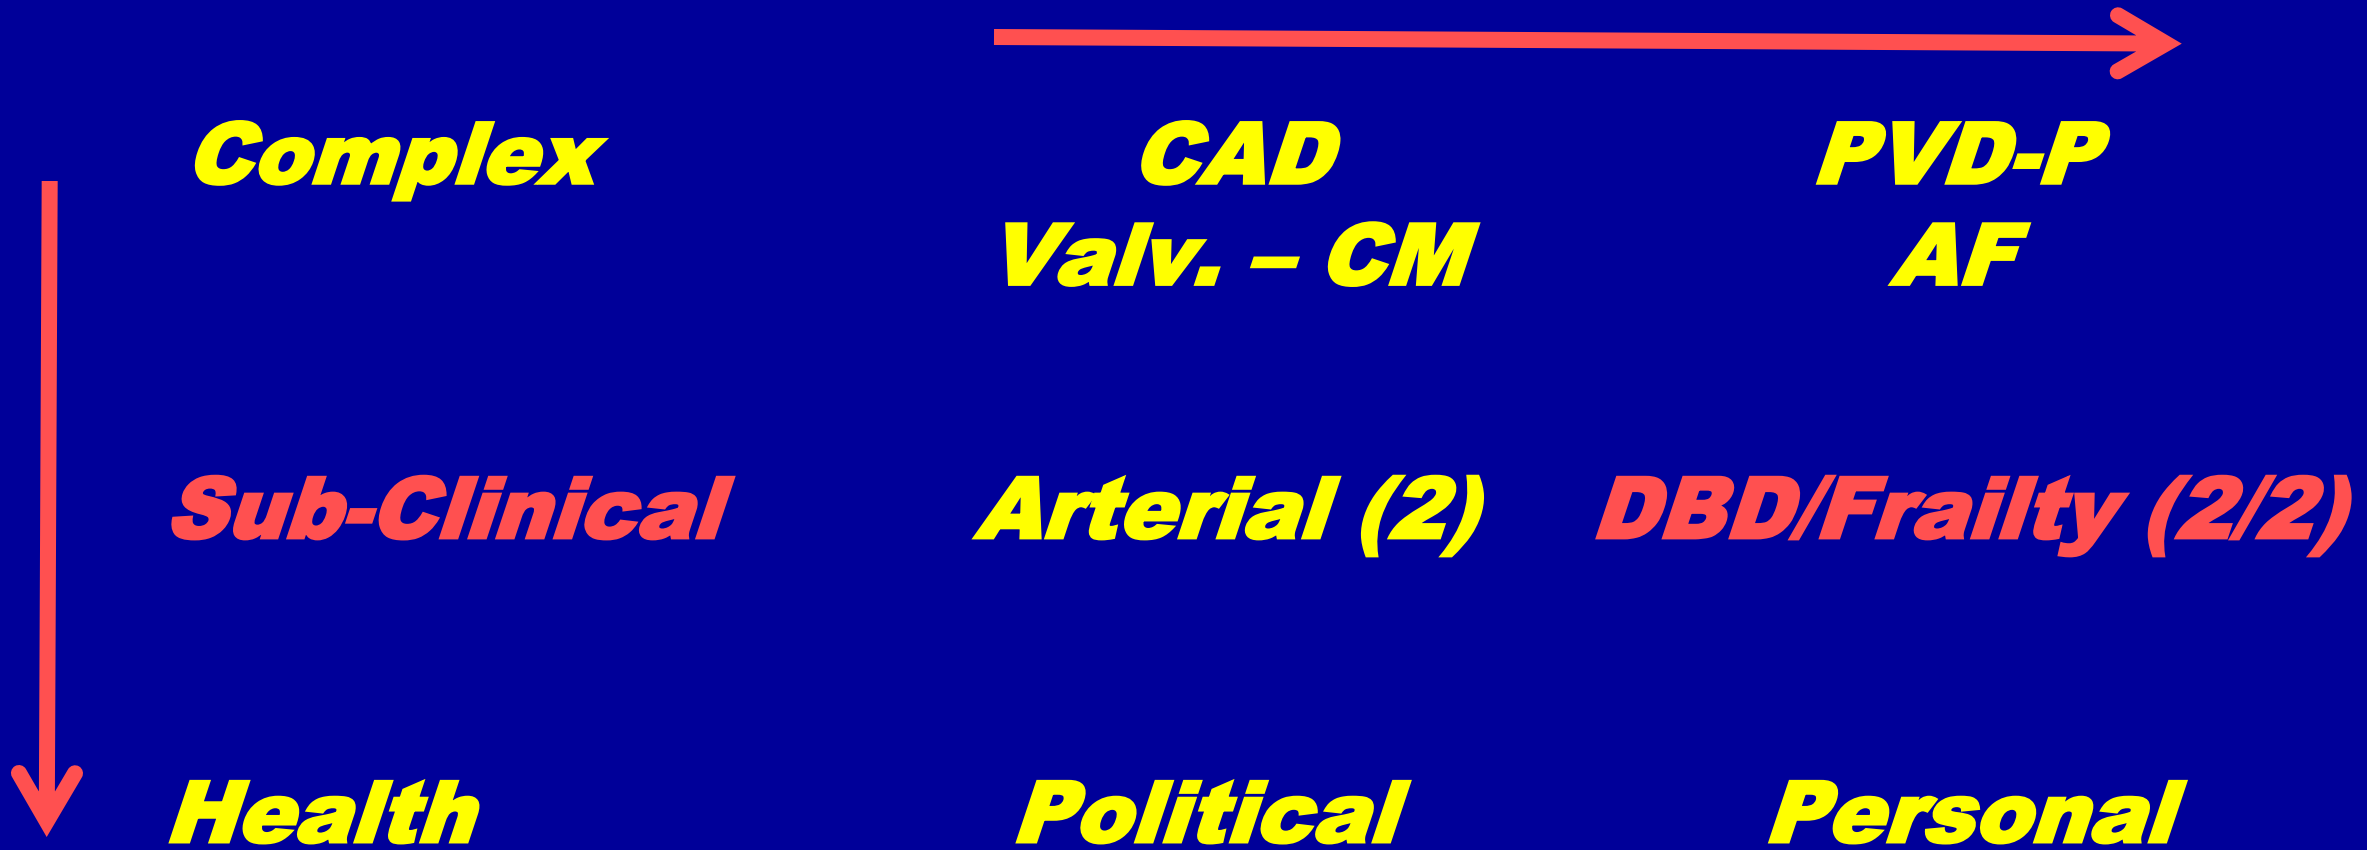 Complex CAD PVD-P
Valv. – CM AF
Sub-Clinical Arterial (2) DBD/Frailty (2/2)
Health Political Personal